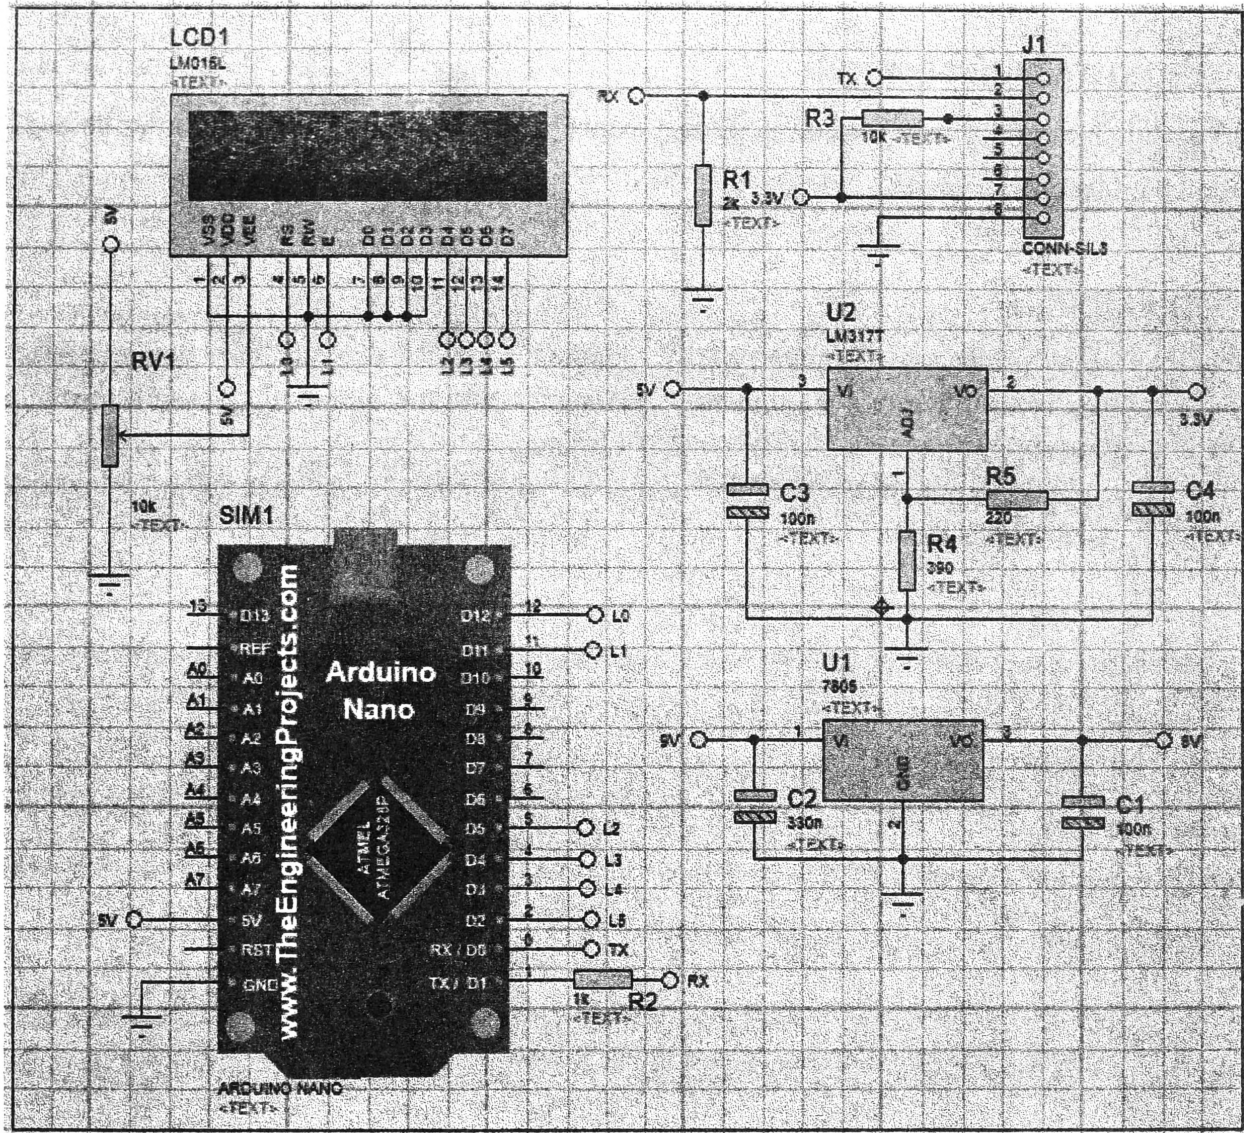 LCD1
LM016L
<TEXT>
VSS
VDD
VEE
RS
RW
E
D0
D1
D2
D3
D4
D5
D6
D7
1
2
3
4
5
6
7
8
9
10
11
12
13
14
L0
L1
L2
L3
L4
L5
5V
5V
RV1
10k
<TEXT>
J1
TX
RX
1
2
3
4
5
6
7
8
R3
10k
<TEXT>
R1
2k
<TEXT>
3.3V
CONN-SIL8
<TEXT>
U2
LM317T
<TEXT>
5V
3
VI
VO
2
ADJ
1
3.3V
C3
100n
<TEXT>
R5
220
<TEXT>
C4
100n
<TEXT>
R4
390
<TEXT>
U1
7805
<TEXT>
9V
1
VI
VO
3
5V
GND
2
C2
330n
<TEXT>
C1
100n
<TEXT>
SIM1
www.TheEngineeringProjects.com
Arduino
Nano
ATMEL
ATMEGA328P
13
D13
REF
A0
A0
A1
A1
A2
A2
A3
A3
A4
A4
A5
A5
A6
A6
A7
A7
5V
5V
RST
GND
D12
12
L0
D11
11
L1
D10
10
D9
9
D8
8
D7
7
D6
6
D5
5
L2
D4
4
L3
D3
3
L4
D2
2
L5
RX / D0
0
TX
TX / D1
1
RX
1k
R2
<TEXT>
ARDUINO NANO
<TEXT>